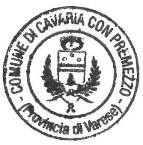 - COMUNE DI CAVARIA CON PREMEZZO -
(Provincia di Varese)